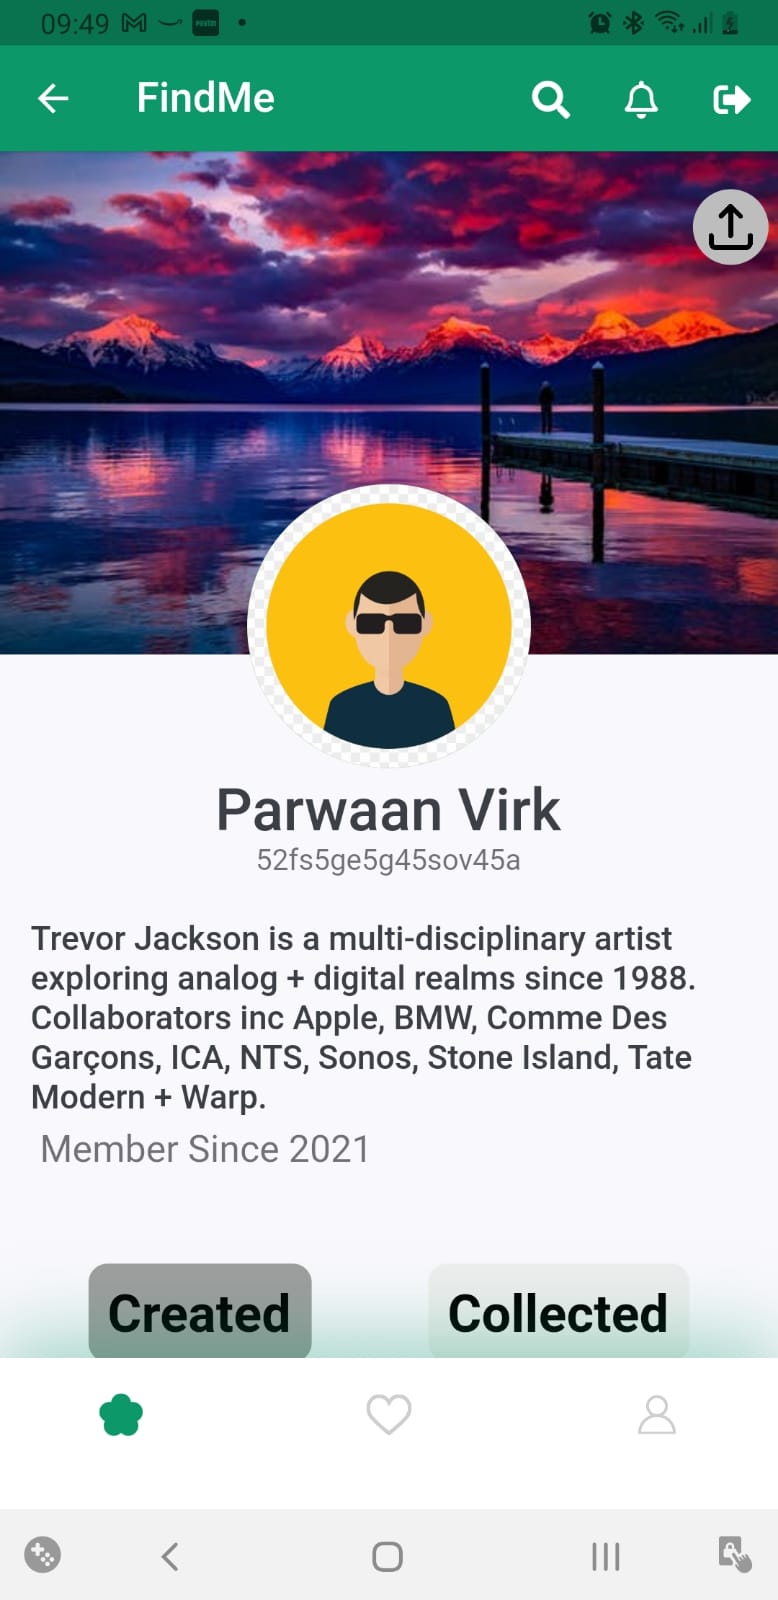 09:49
Paytm
FindMe
Parwaan Virk
52fs5ge5g45sov45a
Trevor Jackson is a multi-disciplinary artist
exploring analog + digital realms since 1988.
Collaborators inc Apple, BMW, Comme Des
Garçons, ICA, NTS, Sonos, Stone Island, Tate
Modern + Warp.
Member Since 2021
Created
Collected